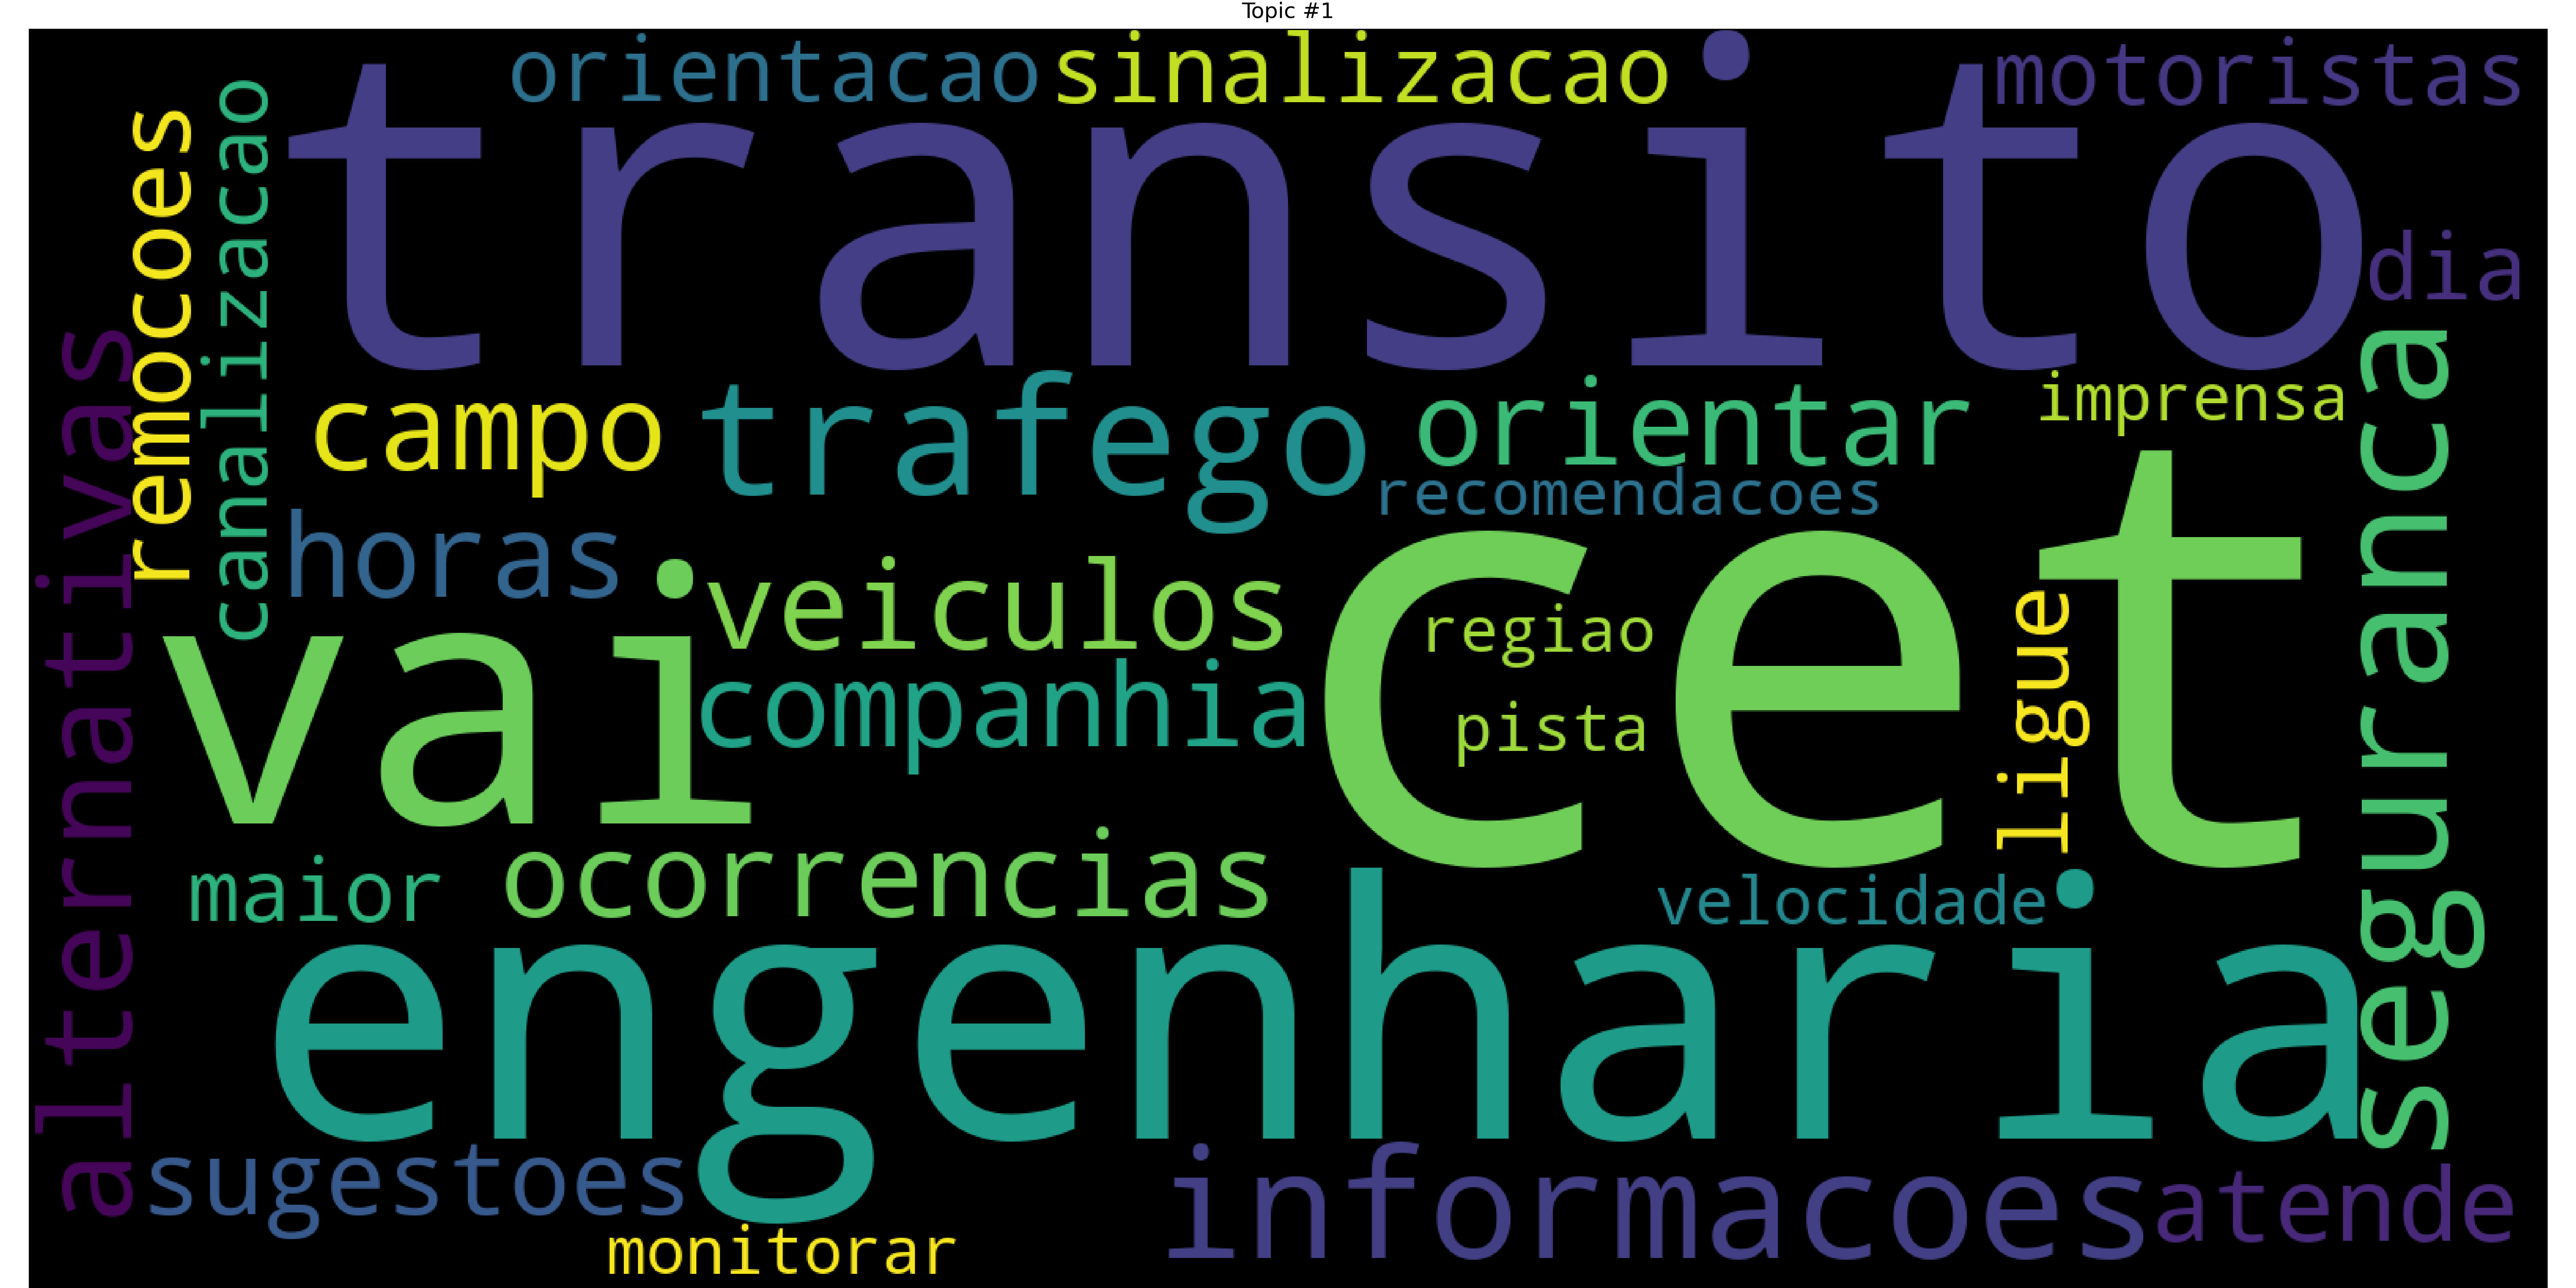 Topic #1
orientacao
sinalizacao
motoristas
transito
remocoes
canalizacao
dia
alternativas
campo
trafego
orientar
imprensa
recomendacoes
horas
veiculos
cet
seguranca
vai
regiao
ligue
companhia
pista
maior
ocorrencias
velocidade
engenharia
sugestoes
informacoes
atende
monitorar